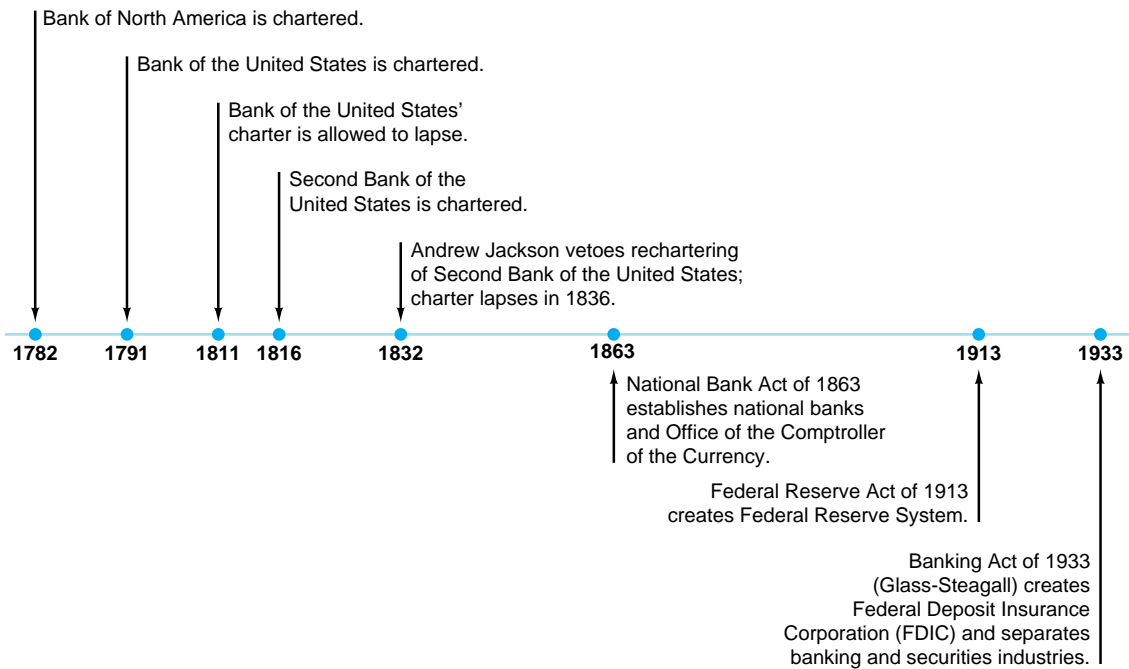 Bank of North America is chartered.
Bank of the United States is chartered.
Bank of the United States’
charter is allowed to lapse.
Second Bank of the
United States is chartered.
Andrew Jackson vetoes rechartering
of Second Bank of the United States;
charter lapses in 1836.
1782 1791 1811 1816 1832 1863 1913 1933
National Bank Act of 1863
establishes national banks
and Office of the Comptroller
of the Currency.
Federal Reserve Act of 1913
creates Federal Reserve System.
Banking Act of 1933
(Glass-Steagall) creates
Federal Deposit Insurance
Corporation (FDIC) and separates
banking and securities industries.